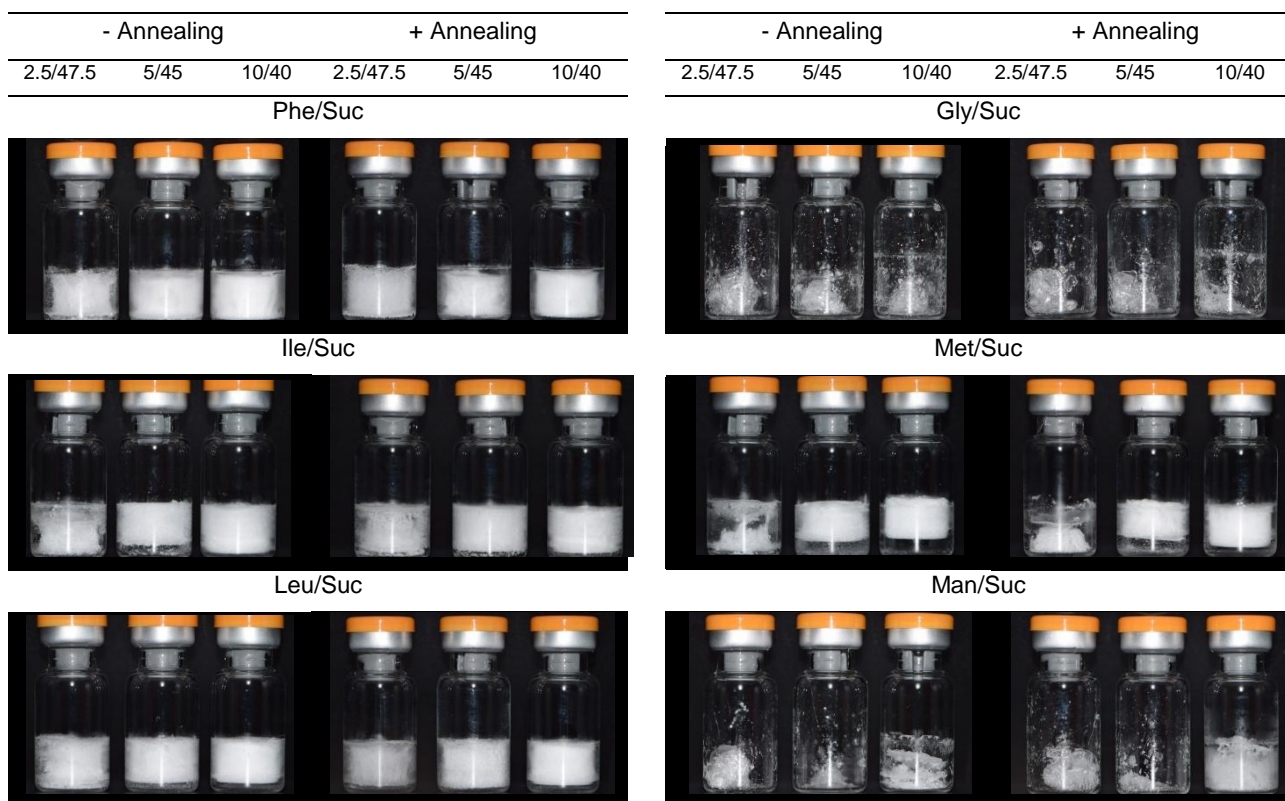 - Annealing + Annealing
2.5/47.5 5/45 10/40 2.5/47.5 5/45 10/40
Phe/Suc
Ile/Suc
Leu/Suc
- Annealing + Annealing
2.5/47.5 5/45 10/40 2.5/47.5 5/45 10/40
Gly/Suc
Met/Suc
Man/Suc